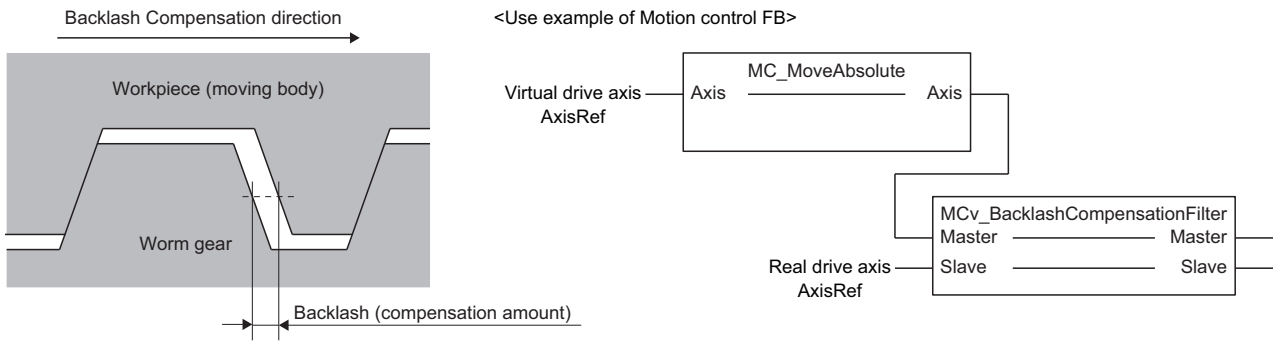 Backlash Compensation direction
Workpiece (moving body)
Worm gear
Backlash (compensation amount)
<Use example of Motion control FB>
MC_MoveAbsolute
Virtual drive axis
AxisRef
Axis
Axis
MCv_BacklashCompensationFilter
Master
Master
Real drive axis
AxisRef
Slave
Slave